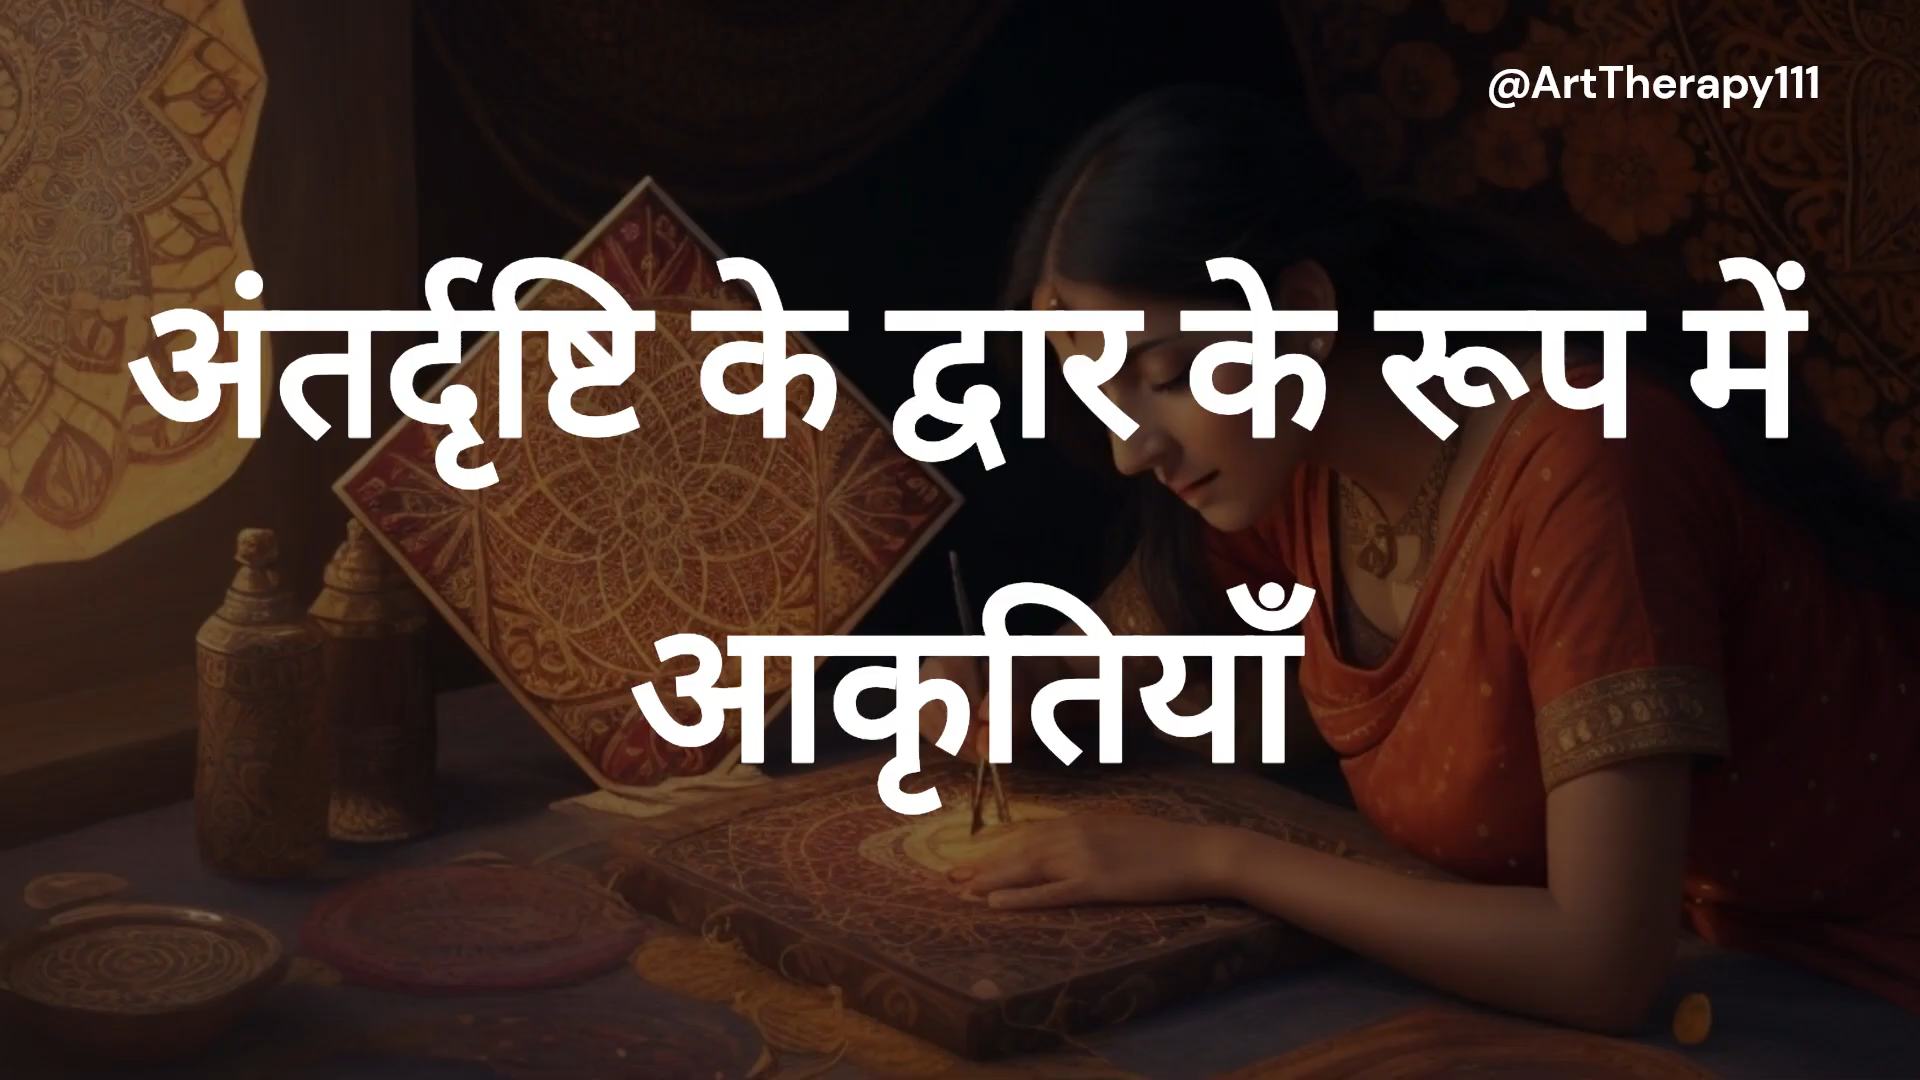 @ArtTherapy111
अंतर्दृष्टि के द्वार के रूप में
आकृतियाँ